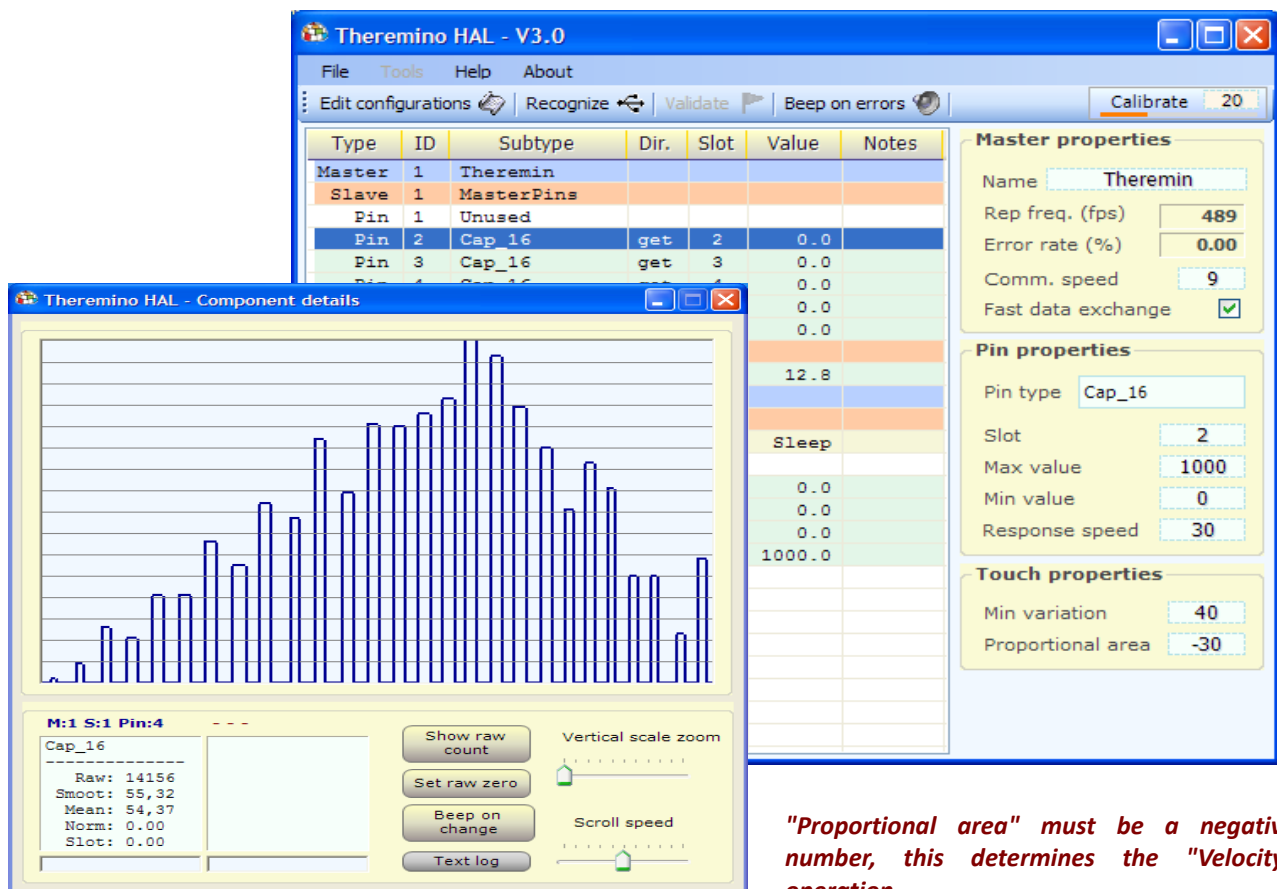 Theremino HAL - V3.0
File Tools Help About
Edit configurations Recognize Validate Beep on errors Calibrate 20
Type ID Subtype Dir. Slot Value Notes
Master 1 Theremin
Slave 1 MasterPins
Pin 1 Unused
Pin 2 Cap_16 get 2 0.0
Pin 3 Cap_16 get 3 0.0
0.0
0.0
0.0
12.8
Sleep
0.0
0.0
0.0
1000.0
Master properties
Name Theremin
Rep freq. (fps) 489
Error rate (%) 0.00
Comm. speed 9
Fast data exchange
Pin properties
Pin type Cap_16
Slot 2
Max value 1000
Min value 0
Response speed 30
Touch properties
Min variation 40
Proportional area -30
Theremino HAL - Component details
M:1 S:1 Pin:4 - - -
Cap_16
--------------
Raw: 14156
Smoot: 55,32
Mean: 54,37
Norm: 0.00
Slot: 0.00
Show raw count
Set raw zero
Beep on change
Text log
Vertical scale zoom
Scroll speed
"Proportional area" must be a negativ
number, this determines the "Velocity
operation